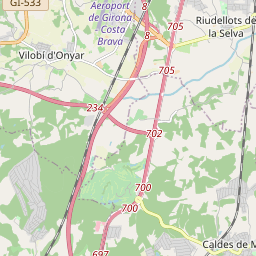 GI-533
Aeroport
de Girona
Costa
Brava
8
8
705
Riudellots de
la Selva
Vilobí d'Onyar
705
234
702
700
700
697
Caldes de M